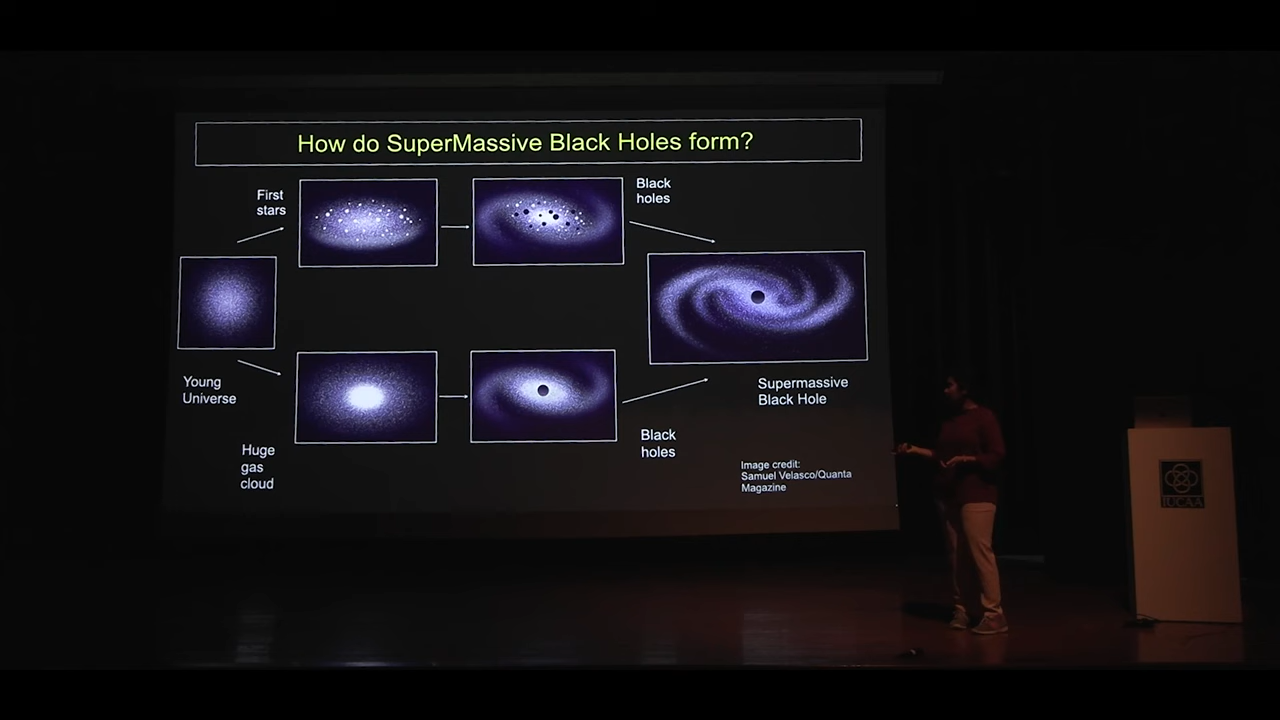 How do SuperMassive Black Holes form?
First
stars
Black
holes
Young
Universe
Supermassive
Black Hole
Huge
gas
cloud
Black
holes
Image credit:
Samuel Velasco/Quanta
Magazine
IUCAA